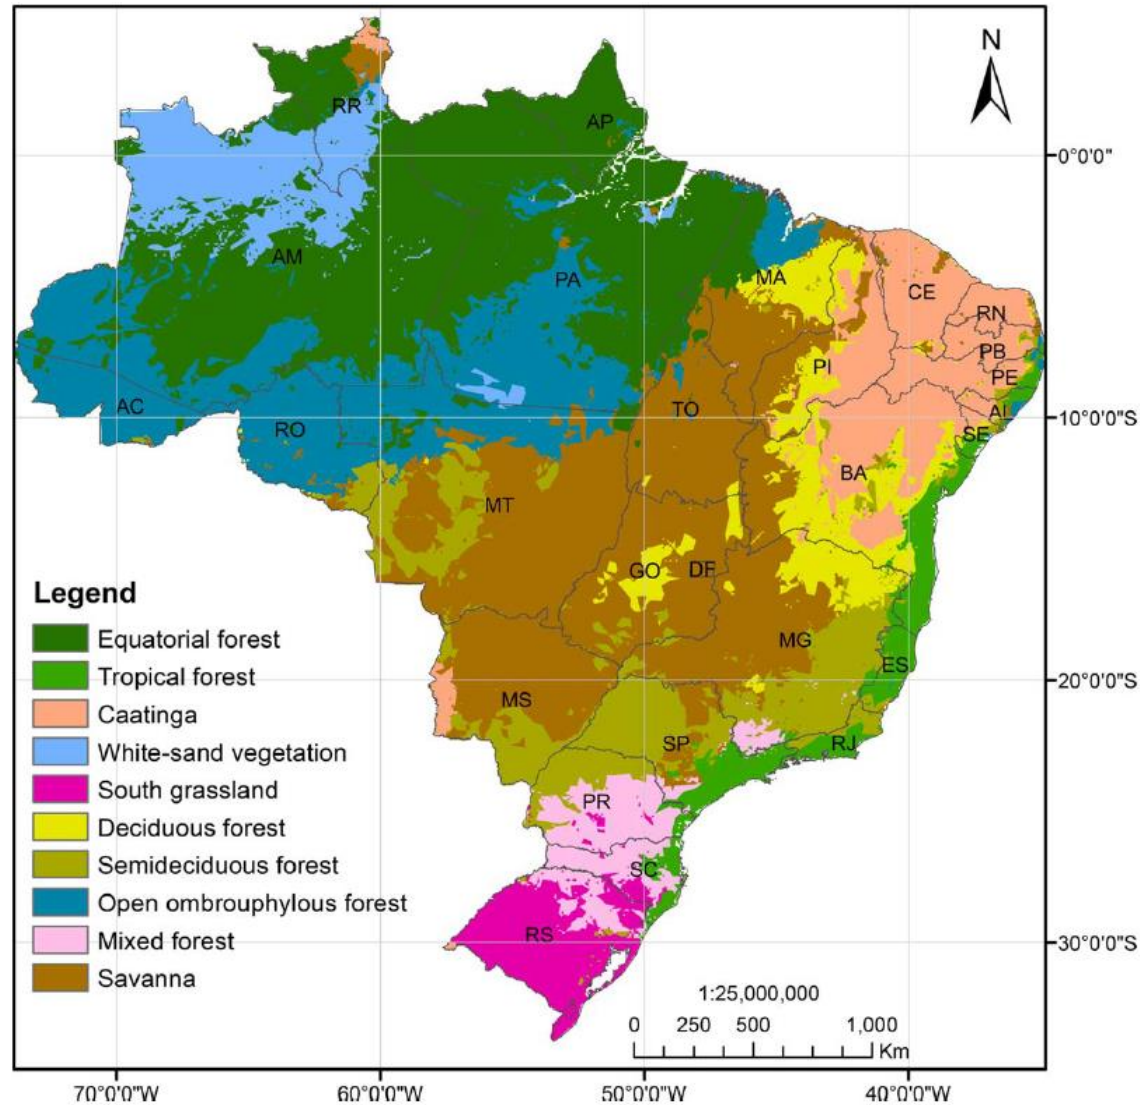 N
RR
AP
0°0'0"
AM
PA
MA
CE
RN
PB
PI
PE
AC
TO
AL
10°0'0"S
RO
SE
BA
MT
GO
DF
Legend
Equatorial forest
MG
Tropical forest
ES
20°0'0"S
Caatinga
MS
White-sand vegetation
SP
RJ
South grassland
PR
Deciduous forest
Semideciduous forest
SC
Open ombrouphylous forest
Mixed forest
RS
30°0'0"S
Savanna
1:25,000,000
0 250 500 1,000
Km
70°0'0"W 60°0'0"W 50°0'0"W 40°0'0"W